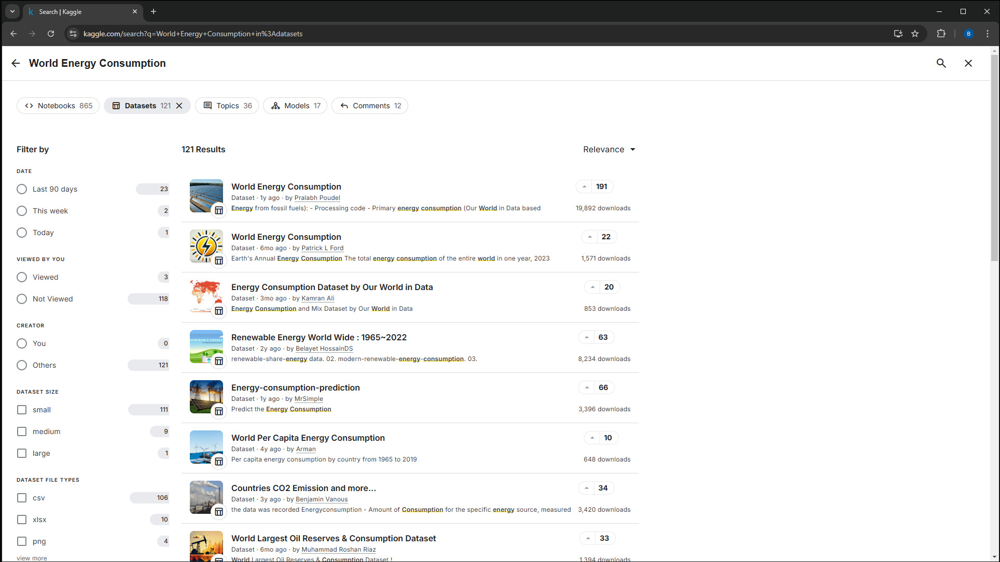 Search | Kaggle
kaggle.com/search?q=World+Energy+Consumption+in%3Adatasets
B
World Energy Consumption
Notebooks 865
Datasets 121
Topics 36
Models 17
Comments 12
Filter by
DATE
Last 90 days 23
This week 2
Today 1
VIEWED BY YOU
Viewed 3
Not Viewed 118
CREATOR
You 0
Others 121
DATASET SIZE
small 111
medium 9
large 1
DATASET FILE TYPES
csv 106
xlsx 10
png 4
view more
121 Results
Relevance
World Energy Consumption
191
Dataset · 1y ago · by Pralabh Poudel
Energy from fossil fuels): - Processing code - Primary energy consumption (Our World in Data based
19,892 downloads
World Energy Consumption
22
Dataset · 6mo ago · by Patrick L Ford
Earth's Annual Energy Consumption The total energy consumption of the entire world in one year, 2023
1,571 downloads
Energy Consumption Dataset by Our World in Data
20
Dataset · 3mo ago · by Kamran Ali
Energy Consumption and Mix Dataset by Our World in Data
853 downloads
Renewable Energy World Wide : 1965~2022
63
Dataset · 2y ago · by Belayet HossainDS
renewable-share-energy data. 02. modern-renewable-energy-consumption. 03.
8,234 downloads
Energy-consumption-prediction
66
Dataset · 1y ago · by MrSimple
Predict the Energy Consumption
3,396 downloads
World Per Capita Energy Consumption
10
Dataset · 4y ago · by Arman
Per capita energy consumption by country from 1965 to 2019
648 downloads
Countries CO2 Emission and more...
34
Dataset · 3y ago · by Benjamin Vanous
the data was recorded Energyconsumption - Amount of Consumption for the specific energy source, measured
3,420 downloads
World Largest Oil Reserves & Consumption Dataset
33
Dataset · 6mo ago · by Muhammad Roshan Riaz
World Largest Oil Reserves & Consumption Dataset !
1,394 downloads